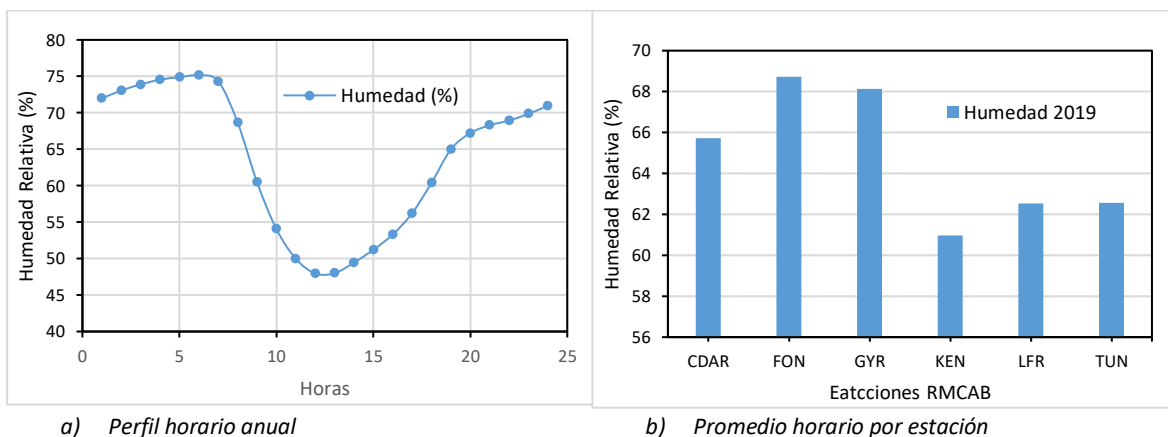 80
75
70
65
60
55
50
45
40
Humedad Relativa (%)
Humedad (%)
0
5
10
15
20
25
Horas
a) Perfil horario anual
70
68
66
64
62
60
58
56
Humedad Relativa (%)
Humedad 2019
CDAR
FON
GYR
KEN
LFR
TUN
Eatcciones RMCAB
b) Promedio horario por estación